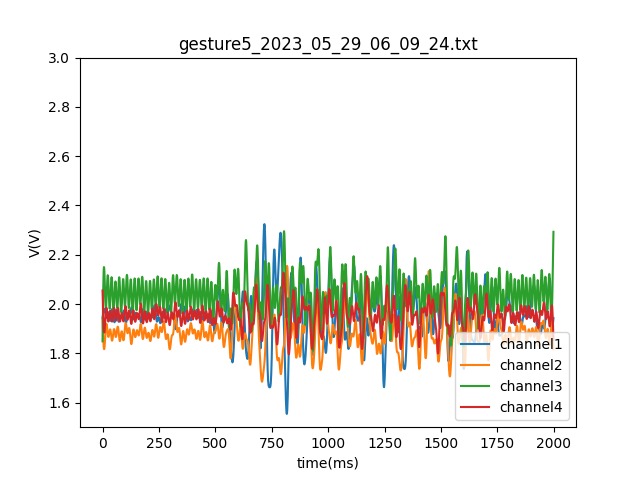 gesture5_2023_05_29_06_09_24.txt
3.0
2.8
2.6
2.4
2.2
2.0
1.8
1.6
V(V)
channel1
channel2
channel3
channel4
0 250 500 750 1000 1250 1500 1750 2000
time(ms)